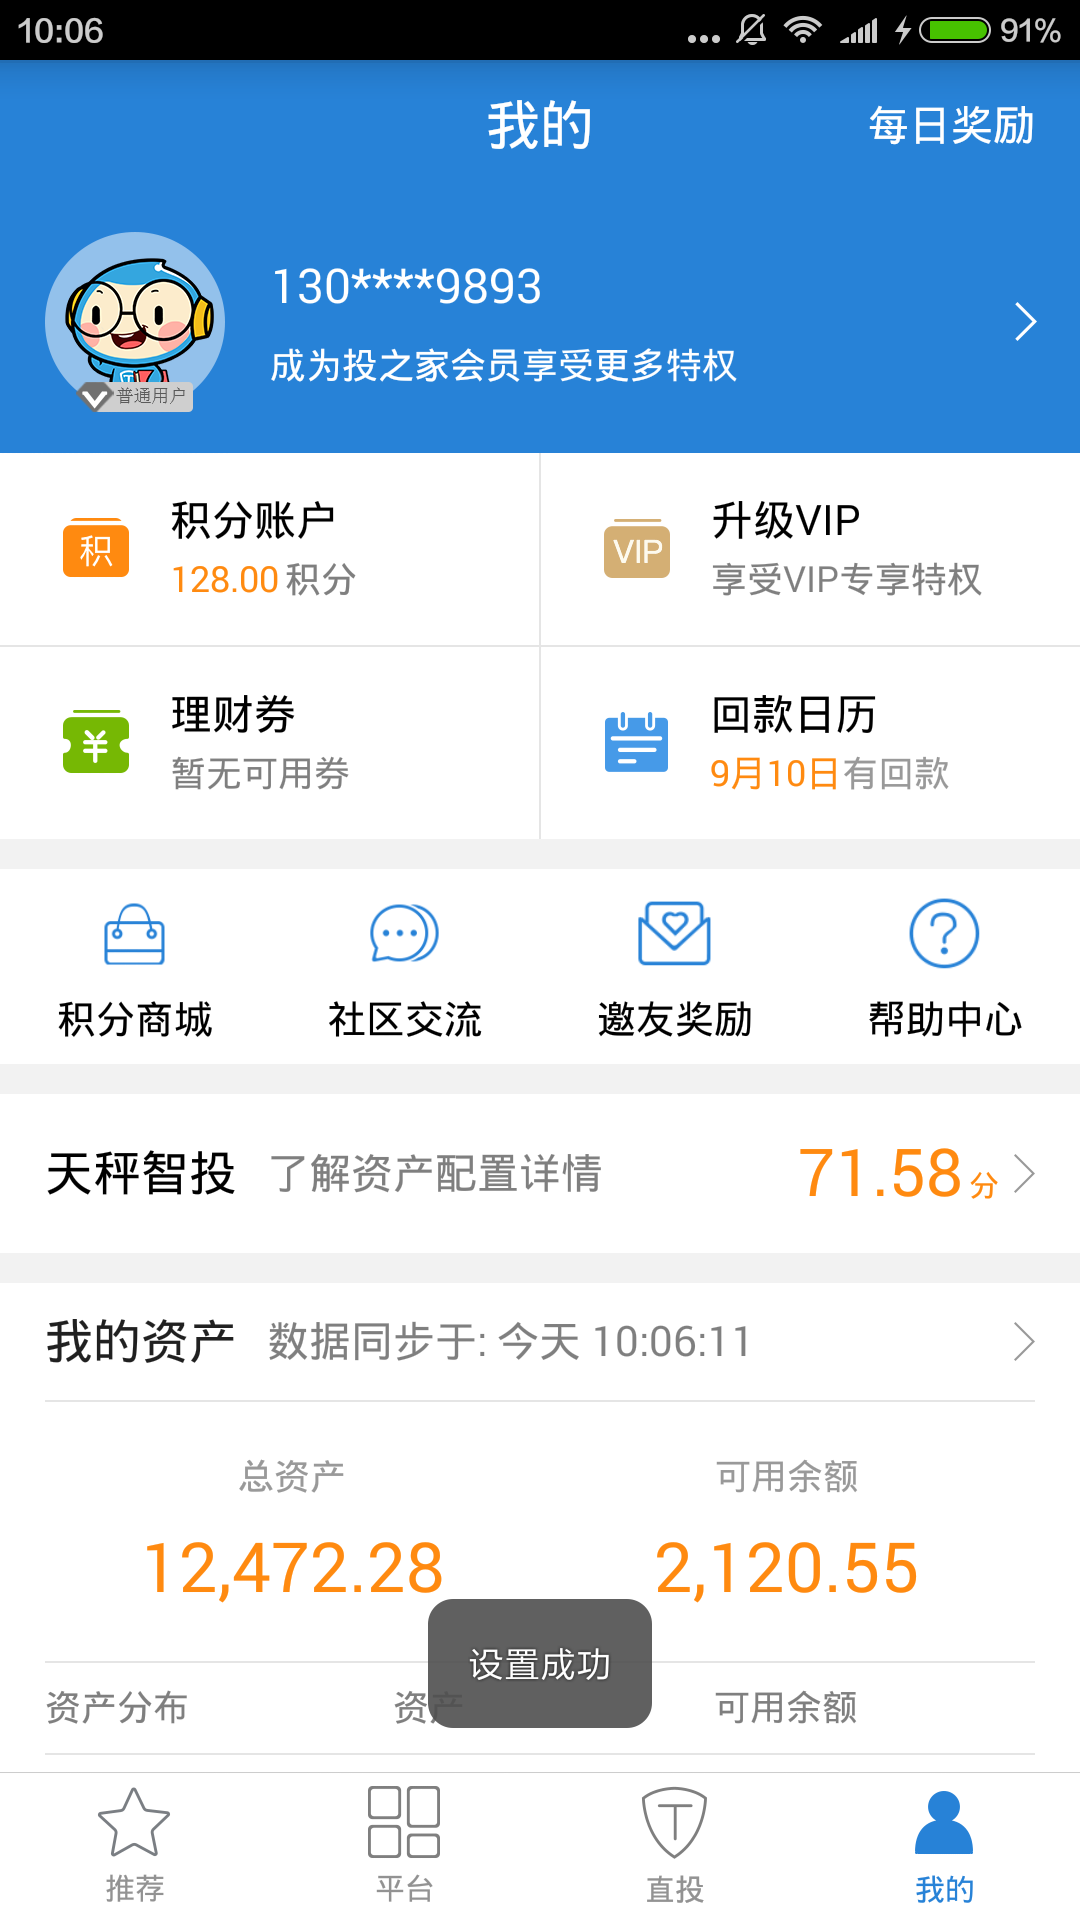 10:06 91%
我的 每日奖励
130****9893
成为投之家会员享受更多特权
普通用户
积 积分账户 VIP 升级VIP
128.00 积分 享受VIP专享特权
理财券 回款日历
暂无可用券 9月10日有回款
积分商城 社区交流 邀友奖励 帮助中心
天秤智投 了解资产配置详情 71.58 分
我的资产 数据同步于: 今天 10:06:11
总资产 可用余额
12,472.28 2,120.55
设置成功
资产分布 资产 可用余额
推荐 平台 直投 我的